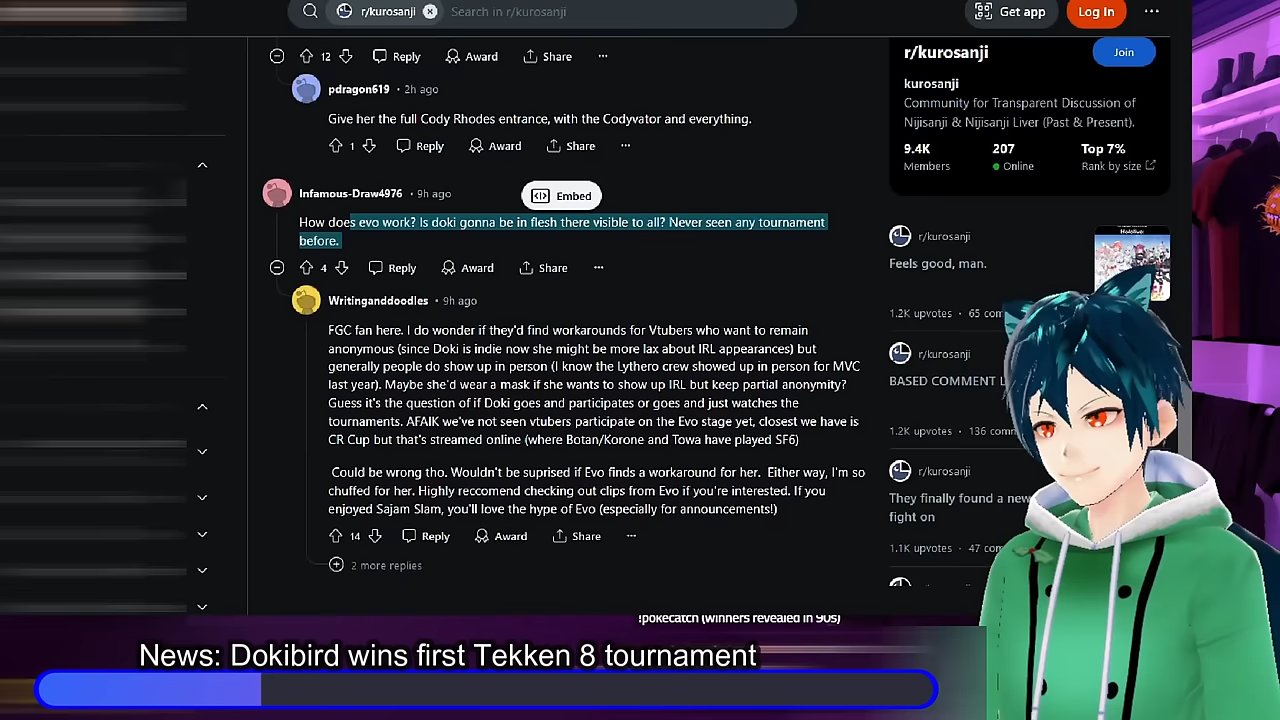 r/kurosanji
Search in r/kurosanji
Get app
Log In
12
Reply
Award
Share
pdragon619 • 2h ago
Give her the full Cody Rhodes entrance, with the Codyvator and everything.
1
Reply
Award
Share
Infamous-Draw4976 • 9h ago
Embed
How does evo work? Is doki gonna be in flesh there visible to all? Never seen any tournament
before.
4
Reply
Award
Share
Writinganddoodles • 9h ago
FGC fan here. I do wonder if they'd find workarounds for Vtubers who want to remain
anonymous (since Doki is indie now she might be more lax about IRL appearances) but
generally people do show up in person (I know the Lythero crew showed up in person for MVC
last year). Maybe she'd wear a mask if she wants to show up IRL but keep partial anonymity?
Guess it's the question of if Doki goes and participates or goes and just watches the
tournaments. AFAIK we've not seen vtubers participate on the Evo stage yet, closest we have is
CR Cup but that's streamed online (where Botan/Korone and Towa have played SF6)
Could be wrong tho. Wouldn't be suprised if Evo finds a workaround for her. Either way, I'm so
chuffed for her. Highly reccomend checking out clips from Evo if you're interested. If you
enjoyed Sajam Slam, you'll love the hype of Evo (especially for announcements!)
14
Reply
Award
Share
2 more replies
r/kurosanji
Join
kurosanji
Community for Transparent Discussion of
Nijisanji & Nijisanji Liver (Past & Present).
9.4K
207
Top 7%
Members
Online
Rank by size
r/kurosanji
Feels good, man.
1.2K upvotes • 65 com
r/kurosanji
BASED COMMENT
1.2K upvotes • 136 comm
r/kurosanji
They finally found a new
fight on
1.1K upvotes • 47 com
!pokecatch (winners revealed in 90s)
News: Dokibird wins first Tekken 8 tournament